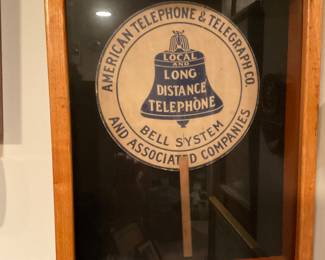 AMERICAN TELEPHONE & TELEGRAPH CO.
LOCAL
AND
LONG
DISTANCE
TELEPHONE
BELL SYSTEM
AND ASSOCIATED COMPANIES